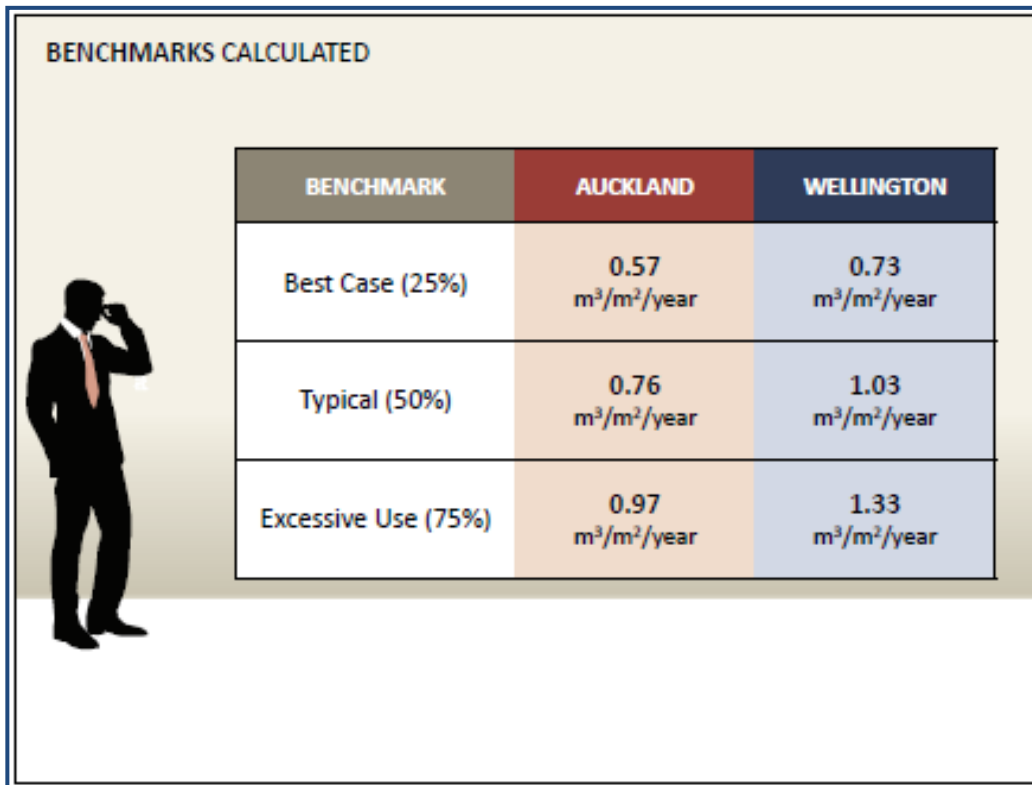 BENCHMARKS CALCULATED
BENCHMARK AUCKLAND WELLINGTON
Best Case (25%) 0.57 m³/m²/year 0.73 m³/m²/year
Typical (50%) 0.76 m³/m²/year 1.03 m³/m²/year
Excessive Use (75%) 0.97 m³/m²/year 1.33 m³/m²/year